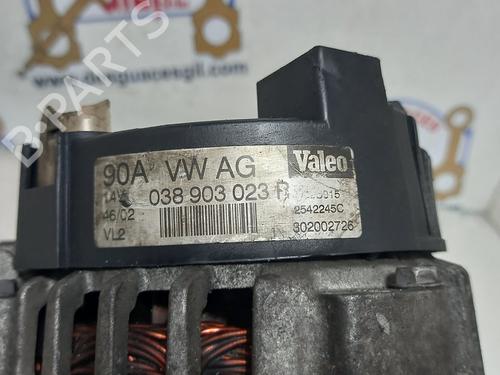 www.desguacesgil.com
B-PARTS
90A VW AG Valeo
038 903 023 R
46/02 2542245C
VL2 302002726